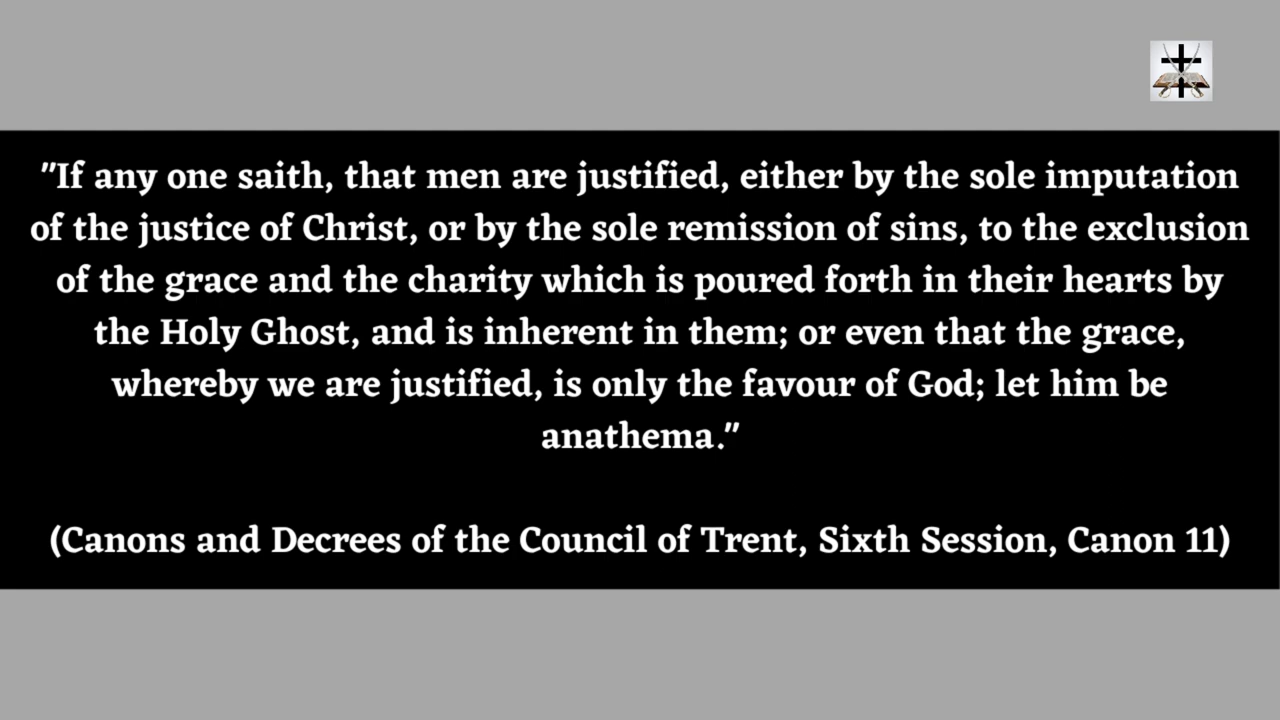 "If any one saith, that men are justified, either by the sole imputation
of the justice of Christ, or by the sole remission of sins, to the exclusion
of the grace and the charity which is poured forth in their hearts by
the Holy Ghost, and is inherent in them; or even that the grace,
whereby we are justified, is only the favour of God; let him be
anathema."
(Canons and Decrees of the Council of Trent, Sixth Session, Canon 11)